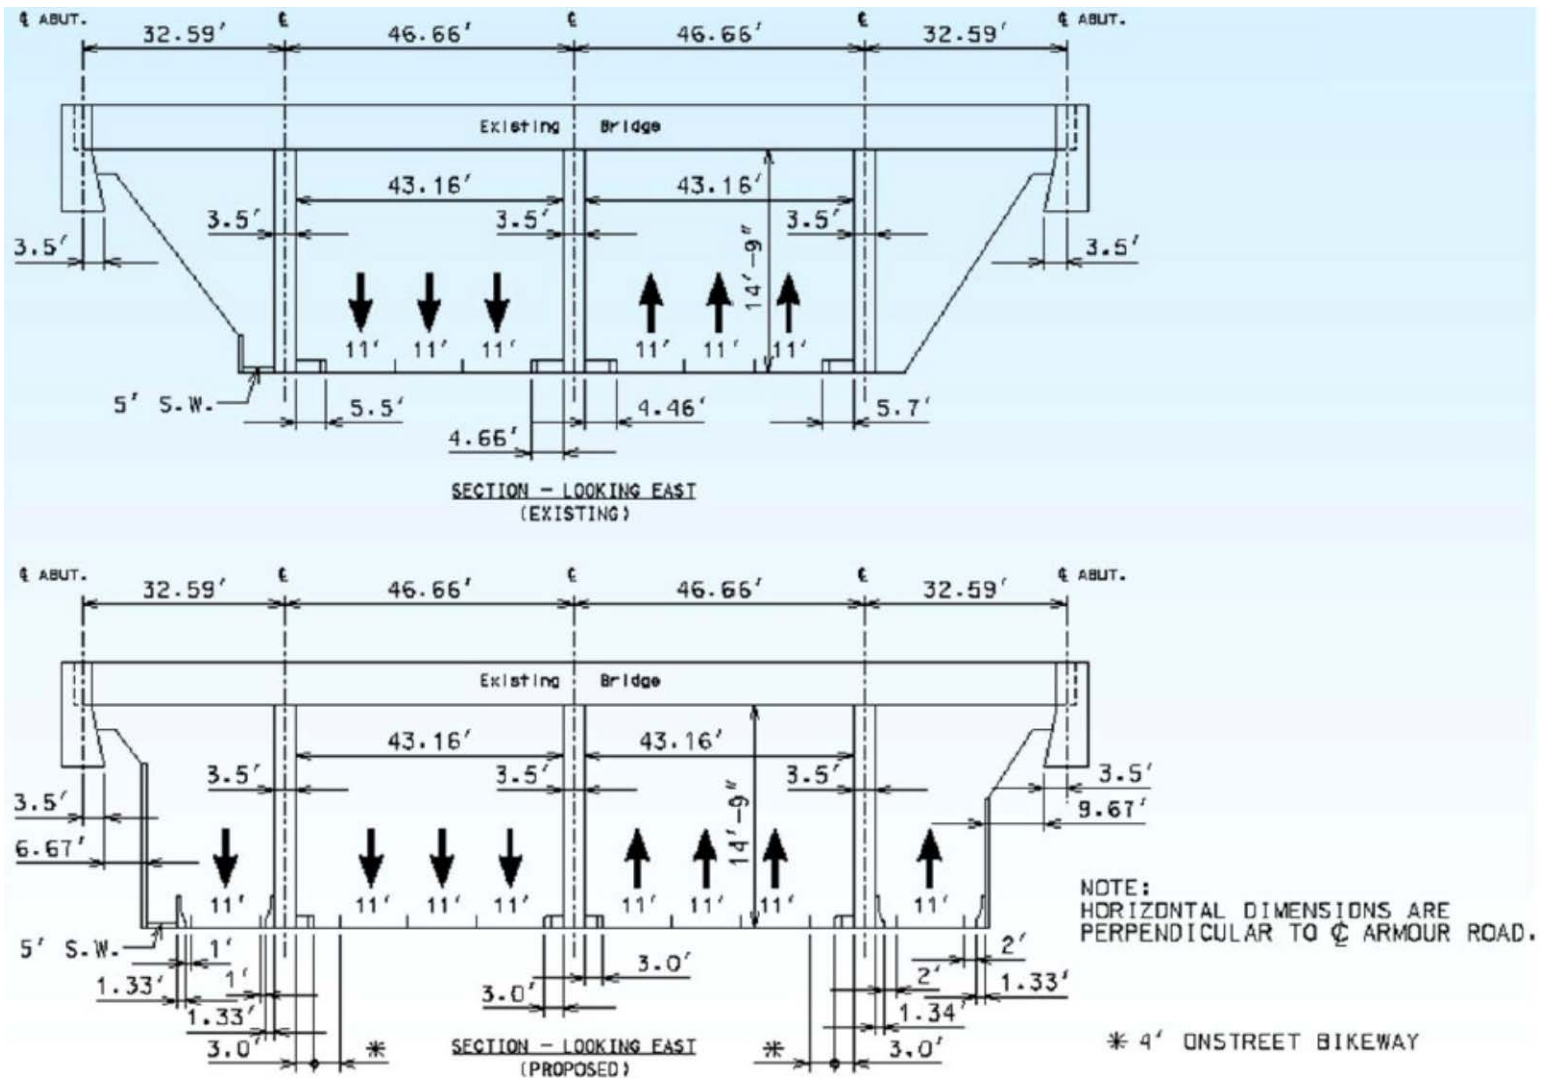 ℄ ABUT. ℄ ℄ ℄ ℄ ABUT.
32.59′ 46.66′ 46.66′ 32.59′
Existing Bridge
43.16′ 43.16′
3.5′ 3.5′ 3.5′
3.5′ 14′-9″ 3.5′
11′ 11′ 11′ 11′ 11′ 11′
5′ S.W. 5.5′ 4.46′ 5.7′
4.66′
SECTION - LOOKING EAST
(EXISTING)
℄ ABUT. ℄ ℄ ℄ ℄ ABUT.
32.59′ 46.66′ 46.66′ 32.59′
Existing Bridge
43.16′ 43.16′
3.5′ 3.5′ 3.5′ 3.5′
3.5′ 14′-9″ 9.67′
6.67′
11′ 11′ 11′ 11′ 11′ 11′ 11′ 11′
5′ S.W. 1′ 3.0′ 2′
1.33′ 1′ 3.0′ 2′ 1.33′
1.33′ 1.34′
3.0′ * * 3.0′
SECTION - LOOKING EAST
(PROPOSED)
NOTE:
HORIZONTAL DIMENSIONS ARE
PERPENDICULAR TO ℄ ARMOUR ROAD.
* 4′ ONSTREET BIKEWAY